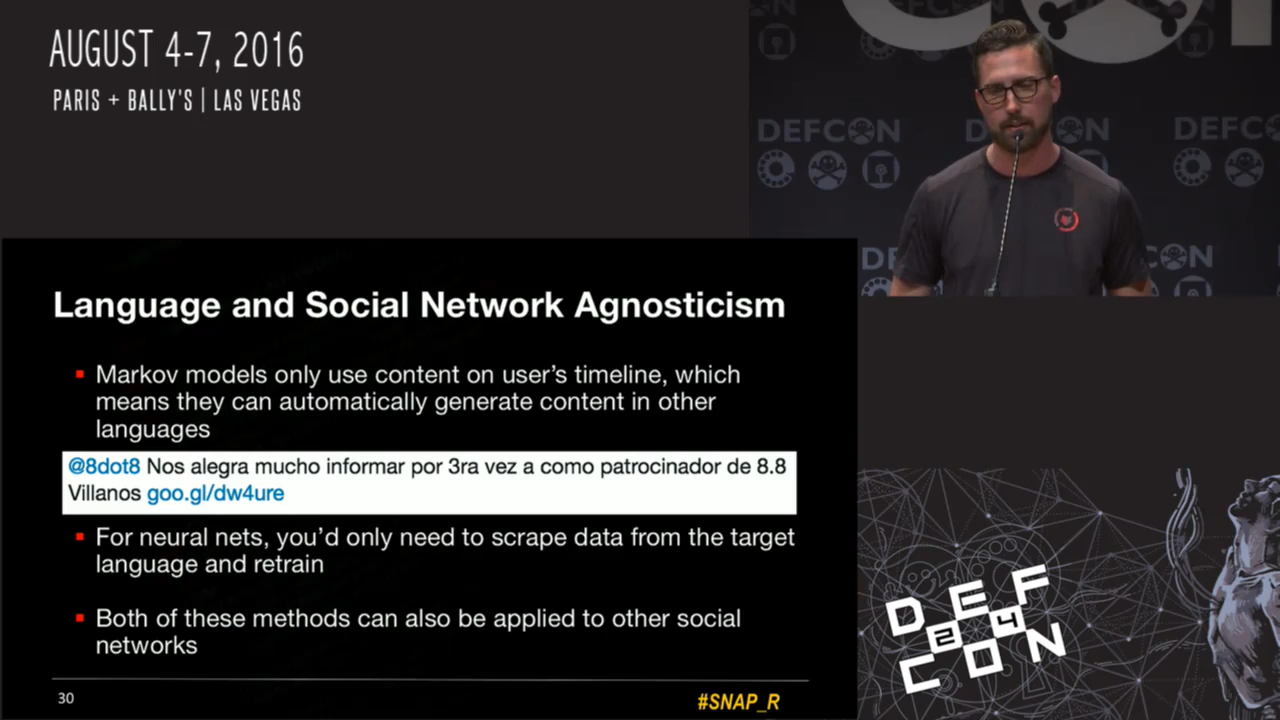 AUGUST 4-7, 2016
PARIS + BALLY'S | LAS VEGAS
DEFCON
Language and Social Network Agnosticism
Markov models only use content on user's timeline, which
means they can automatically generate content in other
languages
@8dot8 Nos alegra mucho informar por 3ra vez a como patrocinador de 8.8
Villanos goo.gl/dw4ure
For neural nets, you'd only need to scrape data from the target
language and retrain
Both of these methods can also be applied to other social
networks
30
#SNAP_R
DEF
24
CON